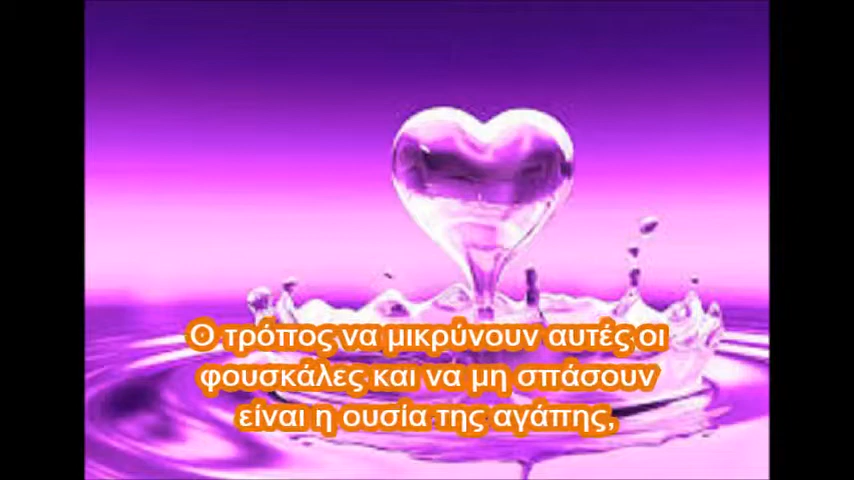 Ο τρόπος να μικρύνουν αυτές οι
φουσκάλες και να μη σπάσουν
είναι η ουσία της αγάπης,